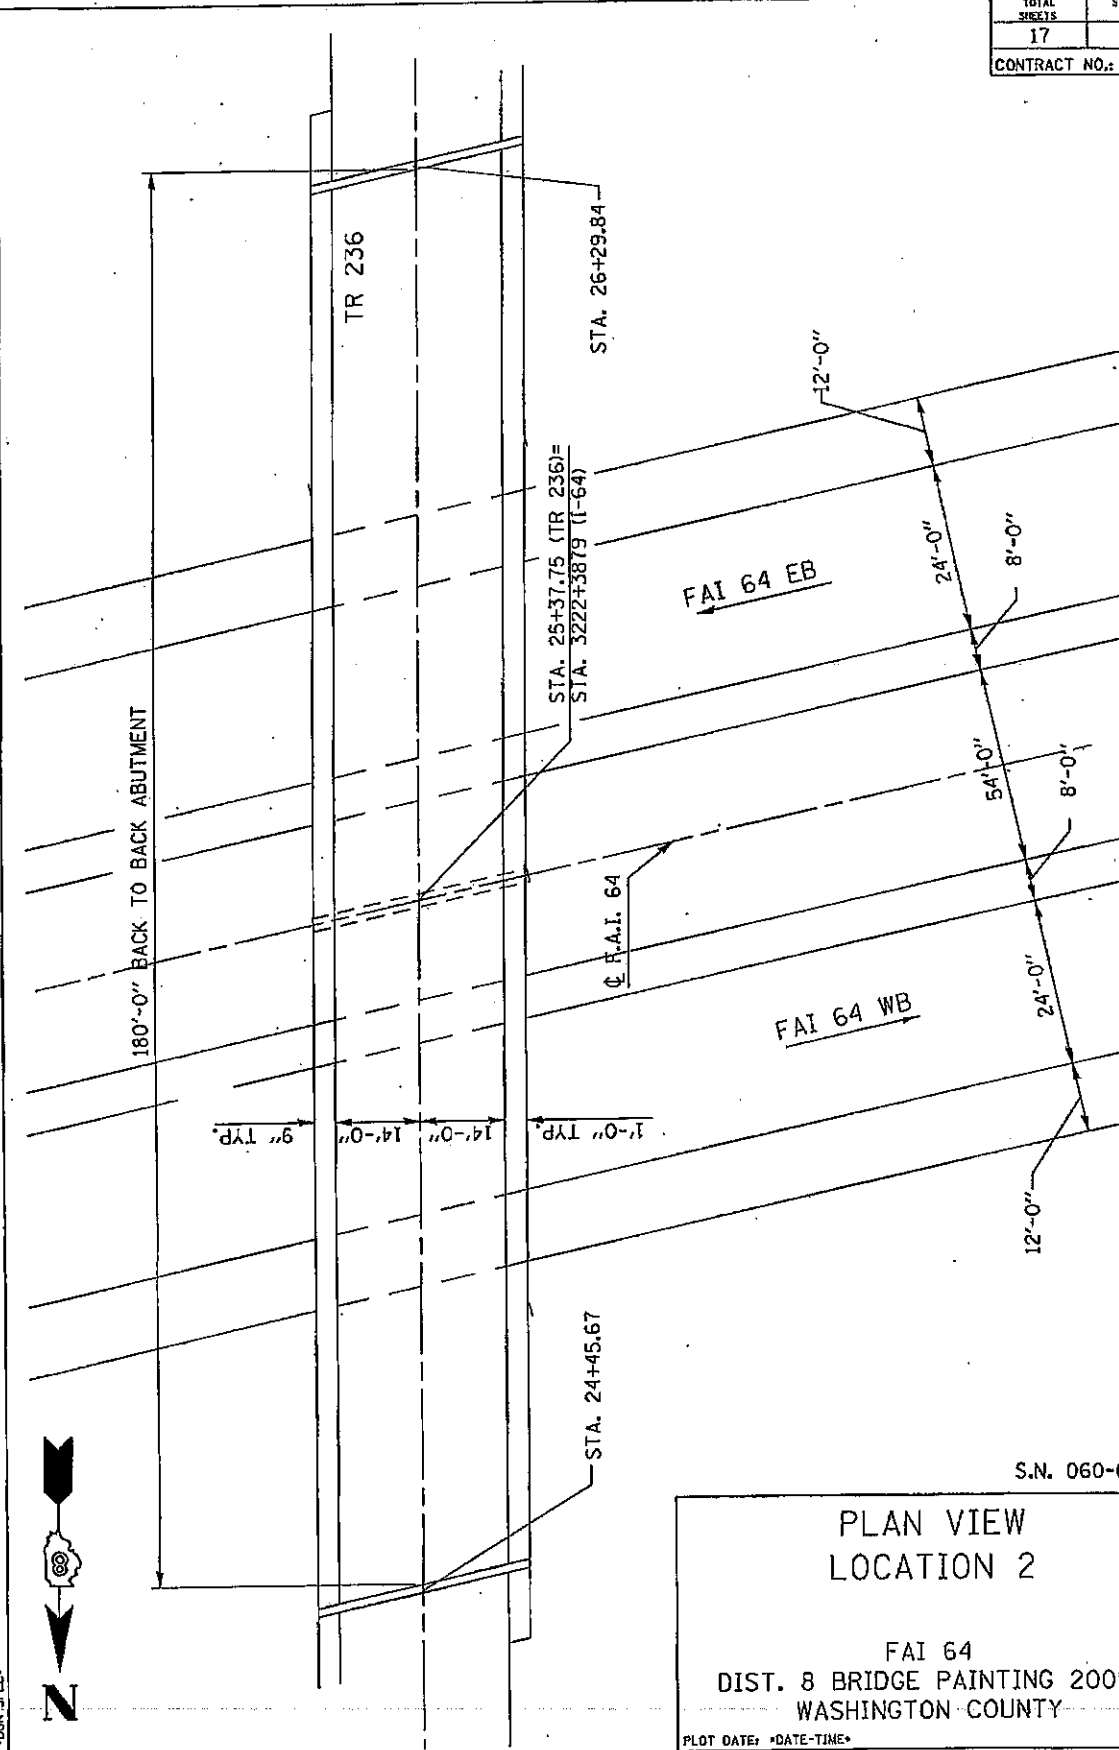 TOTAL
SHEETS
17
CONTRACT NO.:
TR 236
STA. 26+29.84
180'-0" BACK TO BACK ABUTMENT
12'-0"
STA. 25+37.75 (TR 236)=
STA. 3222+3879 (I-64)
24'-0"
8'-0"
FAI 64 EB
54'-0"
8'-0"
℄ F.A.I. 64
FAI 64 WB
24'-0"
9" TYP.
14'-0"
14'-0"
1'-0" TYP.
12'-0"
STA. 24+45.67
8
N
S.N. 060-
PLAN VIEW
LOCATION 2
FAI 64
DIST. 8 BRIDGE PAINTING 200
WASHINGTON COUNTY
PLOT DATE: *DATE-TIME*